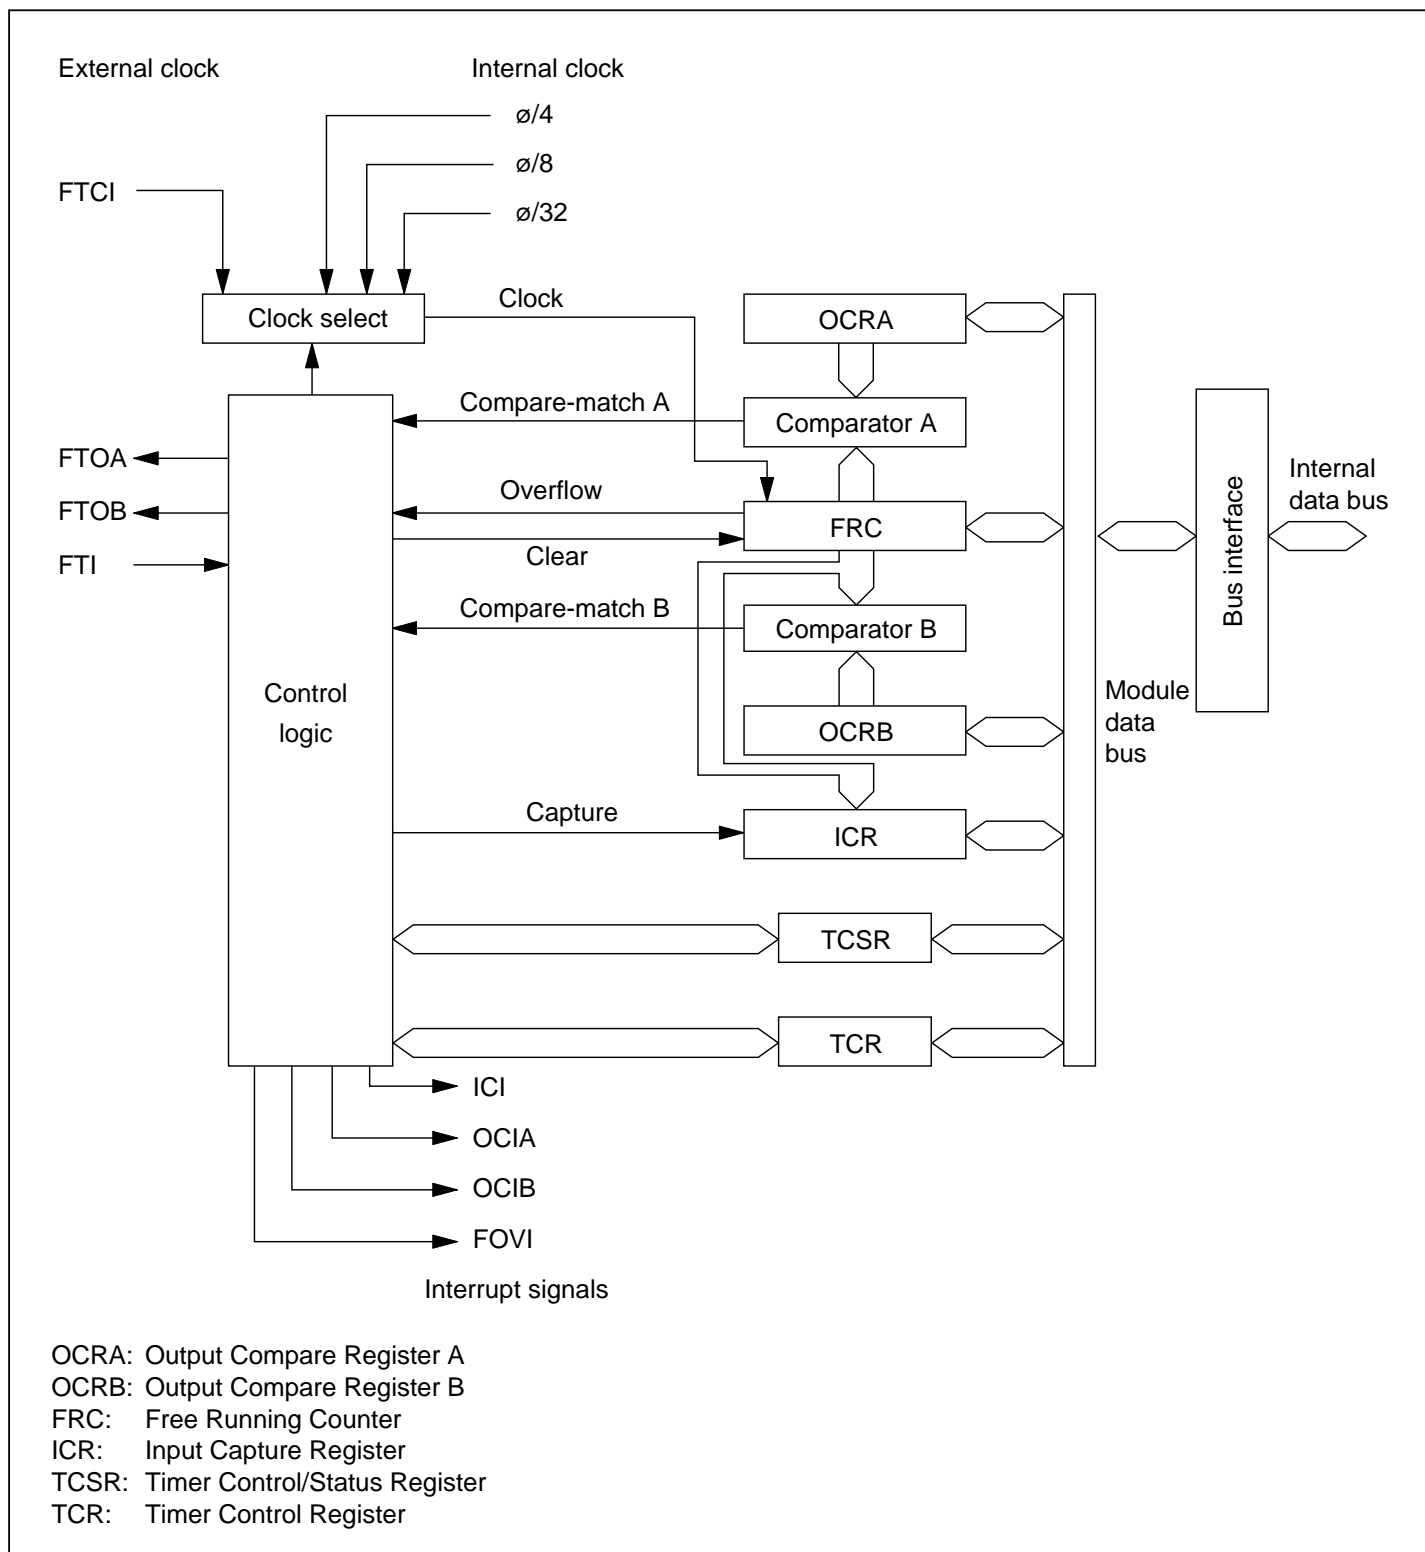 External clock
Internal clock
ø/4
ø/8
FTCI
ø/32
Clock
Clock select
OCRA
Compare-match A
Comparator A
FTOA
Internal
data bus
Overflow
FTOB
FRC
Bus interface
Clear
FTI
Compare-match B
Comparator B
Control
logic
Module
data
bus
OCRB
Capture
ICR
TCSR
TCR
ICI
OCIA
OCIB
FOVI
Interrupt signals
OCRA: Output Compare Register A
OCRB: Output Compare Register B
FRC: Free Running Counter
ICR: Input Capture Register
TCSR: Timer Control/Status Register
TCR: Timer Control Register